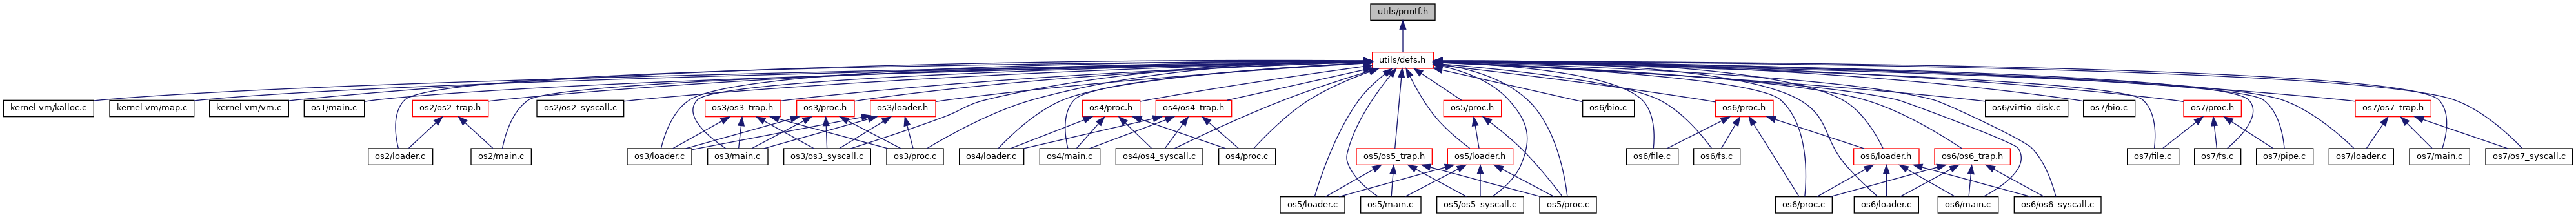 utils/printf.h
utils/defs.h
kernel-vm/kalloc.c
kernel-vm/map.c
kernel-vm/vm.c
os1/main.c
os2/os2_trap.h
os2/os2_syscall.c
os3/os3_trap.h
os3/proc.h
os3/loader.h
os4/proc.h
os4/os4_trap.h
os5/proc.h
os6/bio.c
os6/proc.h
os6/virtio_disk.c
os7/bio.c
os7/proc.h
os7/os7_trap.h
os2/loader.c
os2/main.c
os3/loader.c
os3/main.c
os3/os3_syscall.c
os3/proc.c
os4/loader.c
os4/main.c
os4/os4_syscall.c
os4/proc.c
os5/os5_trap.h
os5/loader.h
os6/file.c
os6/fs.c
os6/loader.h
os6/os6_trap.h
os7/file.c
os7/fs.c
os7/pipe.c
os7/loader.c
os7/main.c
os7/os7_syscall.c
os5/loader.c
os5/main.c
os5/os5_syscall.c
os5/proc.c
os6/proc.c
os6/loader.c
os6/main.c
os6/os6_syscall.c